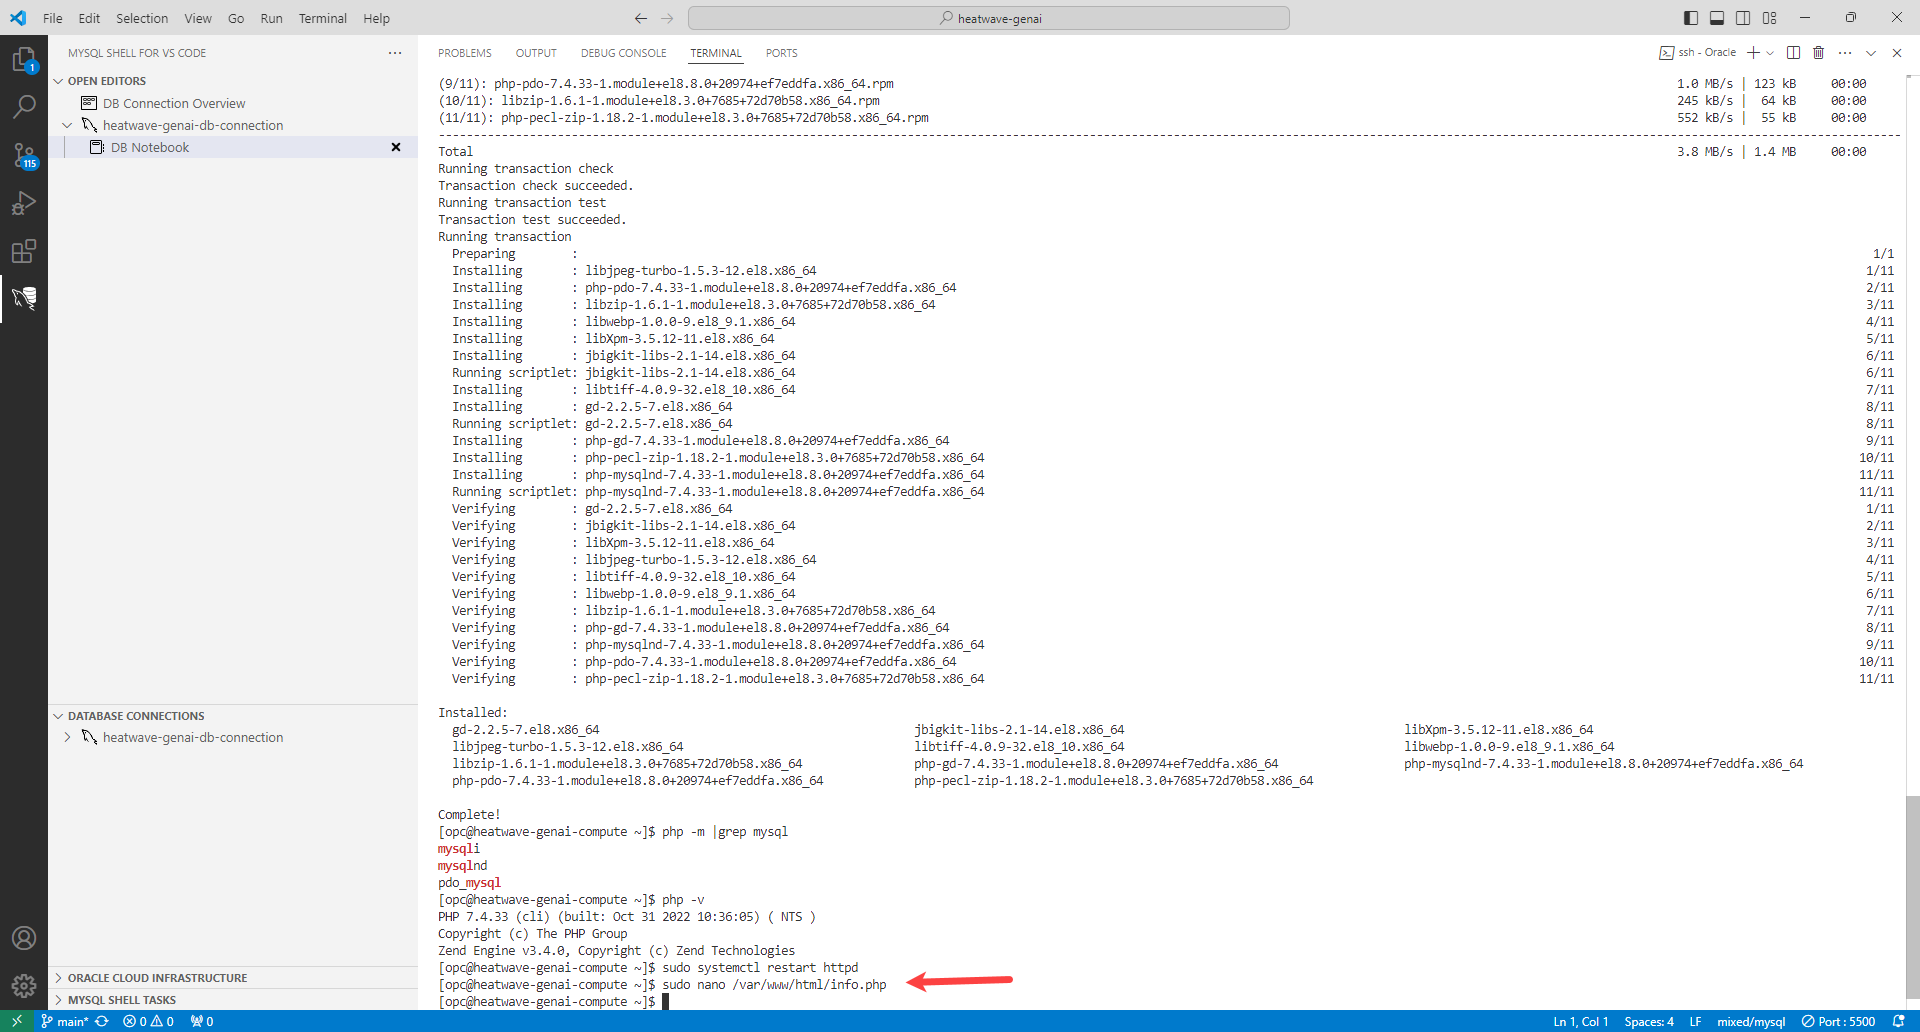 File Edit Selection View Go Run Terminal Help
heatwave-genai
MYSQL SHELL FOR VS CODE
OPEN EDITORS
DB Connection Overview
heatwave-genai-db-connection
DB Notebook
1
115
DATABASE CONNECTIONS
heatwave-genai-db-connection
ORACLE CLOUD INFRASTRUCTURE
MYSQL SHELL TASKS
PROBLEMS OUTPUT DEBUG CONSOLE TERMINAL PORTS
ssh - Oracle
(9/11): php-pdo-7.4.33-1.module+el8.8.0+20974+ef7eddfa.x86_64.rpm 1.0 MB/s | 123 kB 00:00
(10/11): libzip-1.6.1-1.module+el8.3.0+7685+72d70b58.x86_64.rpm 245 kB/s | 64 kB 00:00
(11/11): php-pecl-zip-1.18.2-1.module+el8.3.0+7685+72d70b58.x86_64.rpm 552 kB/s | 55 kB 00:00
Total 3.8 MB/s | 1.4 MB 00:00
Running transaction check
Transaction check succeeded.
Running transaction test
Transaction test succeeded.
Running transaction
Preparing : 1/1
Installing : libjpeg-turbo-1.5.3-12.el8.x86_64 1/11
Installing : php-pdo-7.4.33-1.module+el8.8.0+20974+ef7eddfa.x86_64 2/11
Installing : libzip-1.6.1-1.module+el8.3.0+7685+72d70b58.x86_64 3/11
Installing : libwebp-1.0.0-9.el8_9.1.x86_64 4/11
Installing : libXpm-3.5.12-11.el8.x86_64 5/11
Installing : jbigkit-libs-2.1-14.el8.x86_64 6/11
Running scriptlet: jbigkit-libs-2.1-14.el8.x86_64 6/11
Installing : libtiff-4.0.9-32.el8_10.x86_64 7/11
Installing : gd-2.2.5-7.el8.x86_64 8/11
Running scriptlet: gd-2.2.5-7.el8.x86_64 8/11
Installing : php-gd-7.4.33-1.module+el8.8.0+20974+ef7eddfa.x86_64 9/11
Installing : php-pecl-zip-1.18.2-1.module+el8.3.0+7685+72d70b58.x86_64 10/11
Installing : php-mysqlnd-7.4.33-1.module+el8.8.0+20974+ef7eddfa.x86_64 11/11
Running scriptlet: php-mysqlnd-7.4.33-1.module+el8.8.0+20974+ef7eddfa.x86_64 11/11
Verifying : gd-2.2.5-7.el8.x86_64 1/11
Verifying : jbigkit-libs-2.1-14.el8.x86_64 2/11
Verifying : libXpm-3.5.12-11.el8.x86_64 3/11
Verifying : libjpeg-turbo-1.5.3-12.el8.x86_64 4/11
Verifying : libtiff-4.0.9-32.el8_10.x86_64 5/11
Verifying : libwebp-1.0.0-9.el8_9.1.x86_64 6/11
Verifying : libzip-1.6.1-1.module+el8.3.0+7685+72d70b58.x86_64 7/11
Verifying : php-gd-7.4.33-1.module+el8.8.0+20974+ef7eddfa.x86_64 8/11
Verifying : php-mysqlnd-7.4.33-1.module+el8.8.0+20974+ef7eddfa.x86_64 9/11
Verifying : php-pdo-7.4.33-1.module+el8.8.0+20974+ef7eddfa.x86_64 10/11
Verifying : php-pecl-zip-1.18.2-1.module+el8.3.0+7685+72d70b58.x86_64 11/11
Installed:
gd-2.2.5-7.el8.x86_64 jbigkit-libs-2.1-14.el8.x86_64 libXpm-3.5.12-11.el8.x86_64
libjpeg-turbo-1.5.3-12.el8.x86_64 libtiff-4.0.9-32.el8_10.x86_64 libwebp-1.0.0-9.el8_9.1.x86_64
libzip-1.6.1-1.module+el8.3.0+7685+72d70b58.x86_64 php-gd-7.4.33-1.module+el8.8.0+20974+ef7eddfa.x86_64 php-mysqlnd-7.4.33-1.module+el8.8.0+20974+ef7eddfa.x86_64
php-pdo-7.4.33-1.module+el8.8.0+20974+ef7eddfa.x86_64 php-pecl-zip-1.18.2-1.module+el8.3.0+7685+72d70b58.x86_64
Complete!
[opc@heatwave-genai-compute ~]$ php -m |grep mysql
mysqli
mysqlnd
pdo_mysql
[opc@heatwave-genai-compute ~]$ php -v
PHP 7.4.33 (cli) (built: Oct 31 2022 10:36:05) ( NTS )
Copyright (c) The PHP Group
Zend Engine v3.4.0, Copyright (c) Zend Technologies
[opc@heatwave-genai-compute ~]$ sudo systemctl restart httpd
[opc@heatwave-genai-compute ~]$ sudo nano /var/www/html/info.php
[opc@heatwave-genai-compute ~]$
main* 0 0 0 Ln 1, Col 1 Spaces: 4 LF mixed/mysql Port : 5500